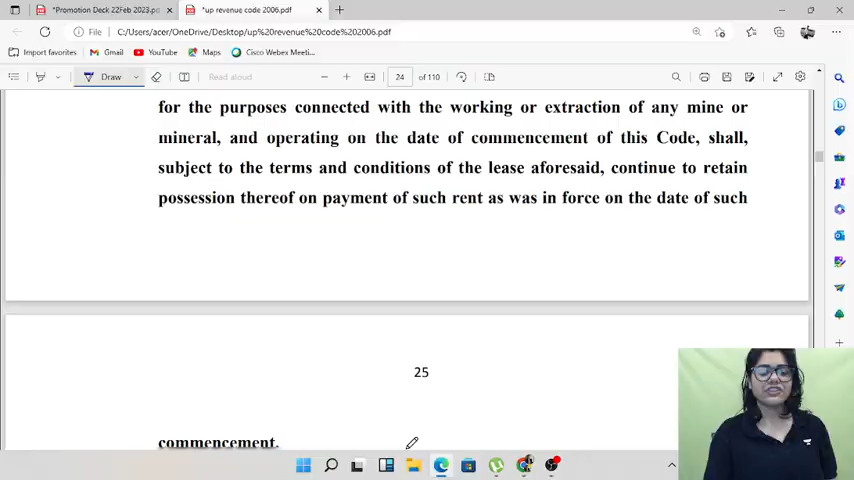 *Promotion Deck 22Feb 2023.pd
*up revenue code 2006.pdf
File
C:/Users/acer/OneDrive/Desktop/up%20revenue%20code%202006.pdf
Import favorites
Gmail
YouTube
Maps
Cisco Webex Meeti...
Draw
Read aloud
24
of 110
for the purposes connected with the working or extraction of any mine or
mineral, and operating on the date of commencement of this Code, shall,
subject to the terms and conditions of the lease aforesaid, continue to retain
possession thereof on payment of such rent as was in force on the date of such
25
commencement.